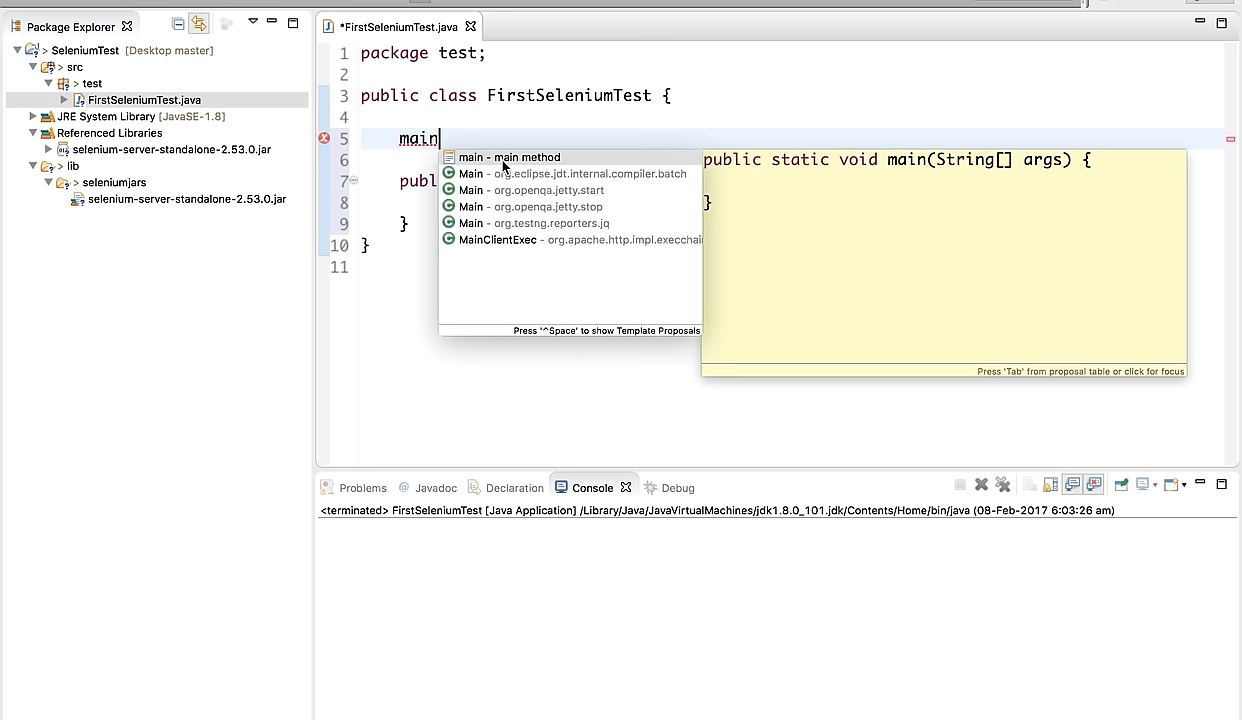 Package Explorer
> SeleniumTest [Desktop master]
> src
> test
FirstSeleniumTest.java
JRE System Library [JavaSE-1.8]
Referenced Libraries
selenium-server-standalone-2.53.0.jar
> lib
> seleniumjars
selenium-server-standalone-2.53.0.jar
*FirstSeleniumTest.java
1 package test;
2
3 public class FirstSeleniumTest {
4
5 main
6
7 publ
8
9 }
10 }
11
main - main method
Main - org.eclipse.jdt.internal.compiler.batch
Main - org.openqa.jetty.start
Main - org.openqa.jetty.stop
Main - org.testng.reporters.jq
MainClientExec - org.apache.http.impl.execchai
Press '^Space' to show Template Proposals
public static void main(String[] args) {
}
Press 'Tab' from proposal table or click for focus
Problems @ Javadoc Declaration Console Debug
<terminated> FirstSeleniumTest [Java Application] /Library/Java/JavaVirtualMachines/jdk1.8.0_101.jdk/Contents/Home/bin/java (08-Feb-2017 6:03:26 am)